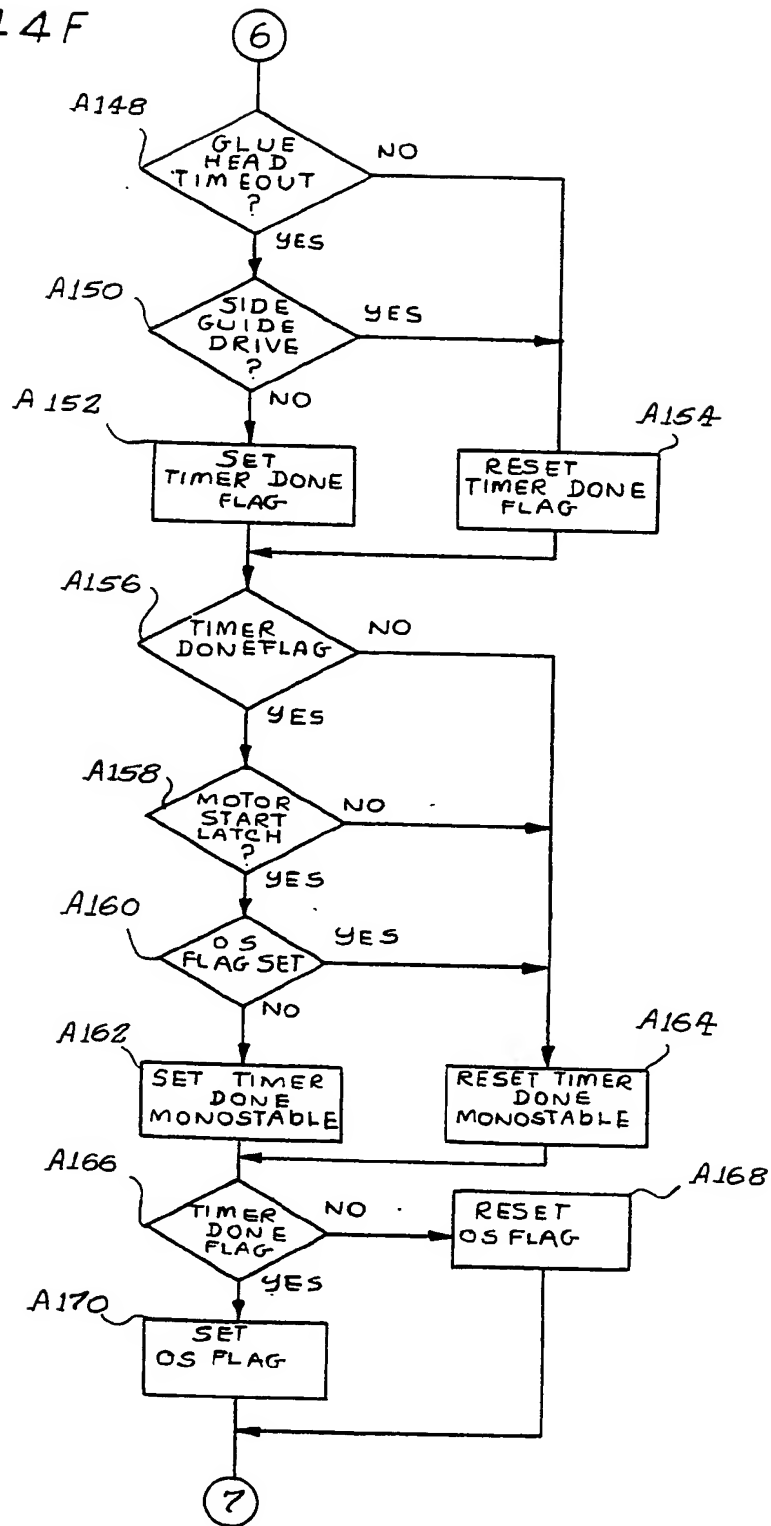 14F
6
A148
GLUE
HEAD
TIMEOUT
?
NO
YES
A150
SIDE
GUIDE
DRIVE
?
YES
NO
A152
SET
TIMER DONE
FLAG
A154
RESET
TIMER DONE
FLAG
A156
TIMER
DONEFLAG
NO
YES
A158
MOTOR
START
LATCH
?
NO
YES
A160
OS
FLAG SET
YES
NO
A162
SET TIMER
DONE
MONOSTABLE
A164
RESET TIMER
DONE
MONOSTABLE
A166
TIMER
DONE
FLAG
NO
YES
A168
RESET
OS FLAG
A170
SET
OS FLAG
7